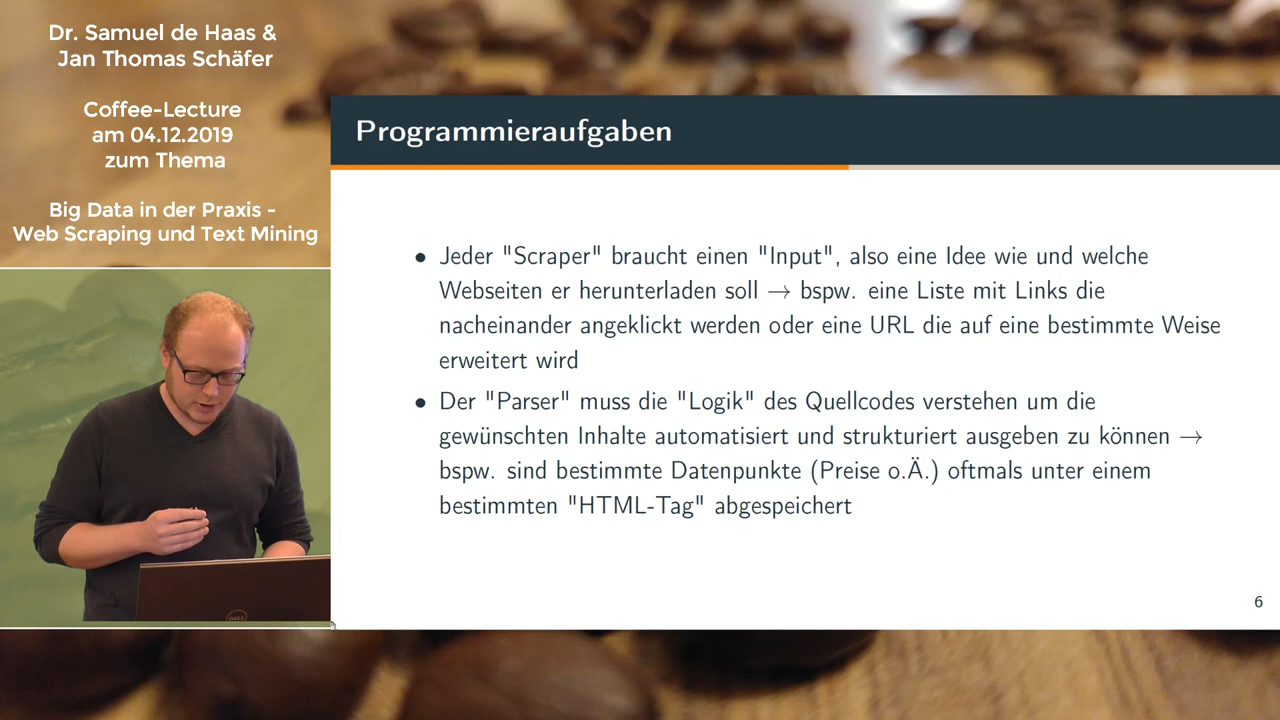 Dr. Samuel de Haas &
Jan Thomas Schäfer
Coffee-Lecture
am 04.12.2019
zum Thema
Big Data in der Praxis -
Web Scraping und Text Mining
Programmieraufgaben
• Jeder "Scraper" braucht einen "Input", also eine Idee wie und welche
Webseiten er herunterladen soll → bspw. eine Liste mit Links die
nacheinander angeklickt werden oder eine URL die auf eine bestimmte Weise
erweitert wird
• Der "Parser" muss die "Logik" des Quellcodes verstehen um die
gewünschten Inhalte automatisiert und strukturiert ausgeben zu können →
bspw. sind bestimmte Datenpunkte (Preise o.Ä.) oftmals unter einem
bestimmten "HTML-Tag" abgespeichert
6
DELL